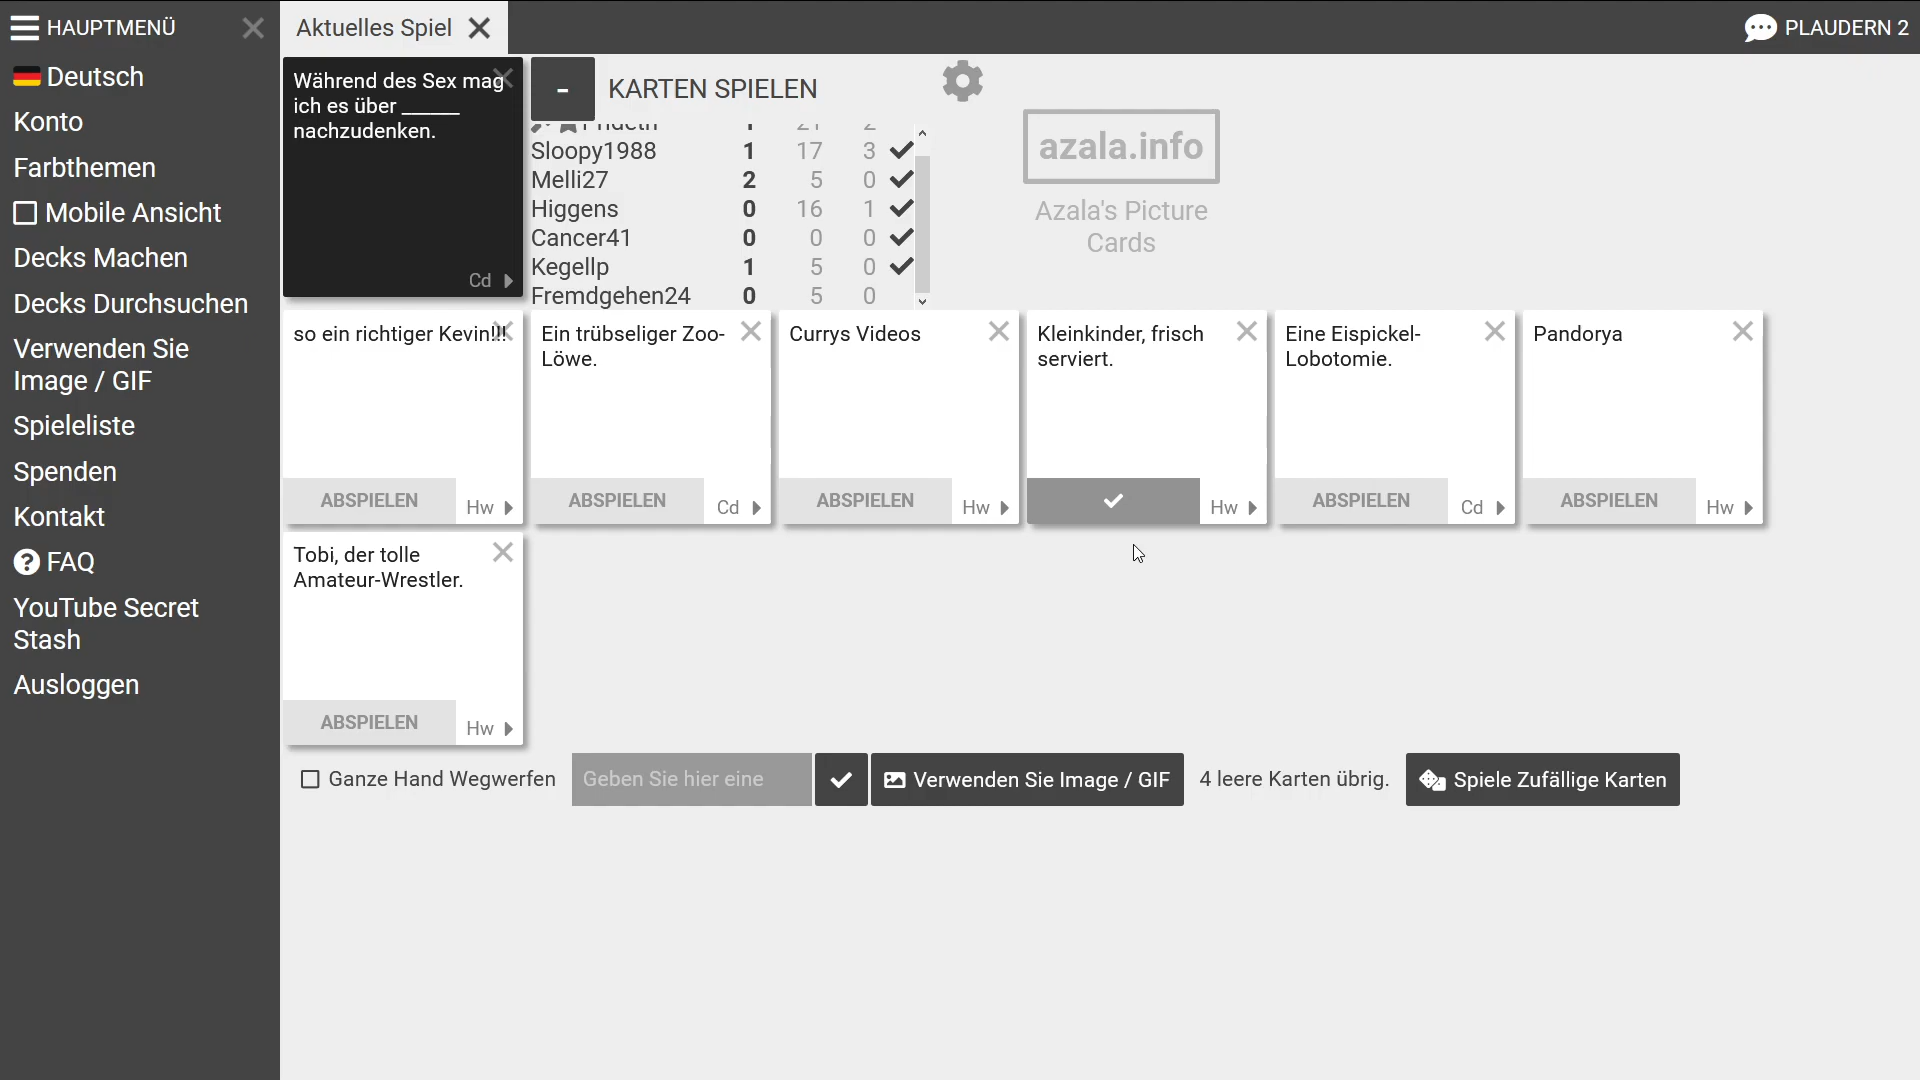 HAUPTMENÜ
Aktuelles Spiel
PLAUDERN 2
Deutsch
Konto
Farbthemen
Mobile Ansicht
Decks Machen
Decks Durchsuchen
Verwenden Sie
Image / GIF
Spieleliste
Spenden
Kontakt
FAQ
YouTube Secret
Stash
Ausloggen
Während des Sex mag
ich es über ______
nachzudenken.
Cd
- KARTEN SPIELEN
Sloopy1988 1 17 3
Melli27 2 5 0
Higgens 0 16 1
Cancer41 0 0 0
Kegellp 1 5 0
Fremdgehen24 0 5 0
azala.info
Azala's Picture
Cards
so ein richtiger Kevin!!!
ABSPIELEN Hw
Ein trübseliger Zoo-
Löwe.
ABSPIELEN Cd
Currys Videos
ABSPIELEN Hw
Kleinkinder, frisch
serviert.
Hw
Eine Eispickel-
Lobotomie.
ABSPIELEN Cd
Pandorya
ABSPIELEN Hw
Tobi, der tolle
Amateur-Wrestler.
ABSPIELEN Hw
Ganze Hand Wegwerfen
Geben Sie hier eine
Verwenden Sie Image / GIF
4 leere Karten übrig.
Spiele Zufällige Karten